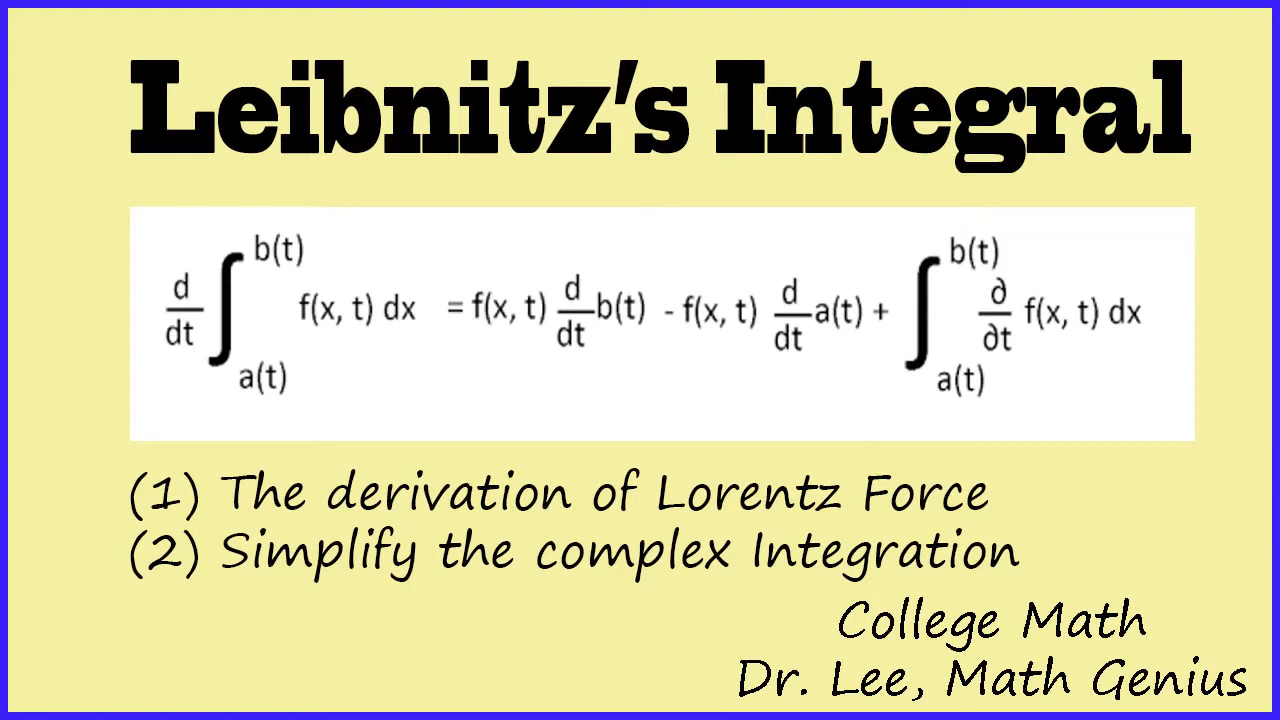 Leibnitz's Integral
d/dt ∫ b(t) a(t) f(x, t) dx = f(x, t) d/dt b(t) - f(x, t) d/dt a(t) + ∫ b(t) a(t) ∂/∂t f(x, t) dx
(1) The derivation of Lorentz Force
(2) Simplify the complex Integration
College Math
Dr. Lee, Math Genius